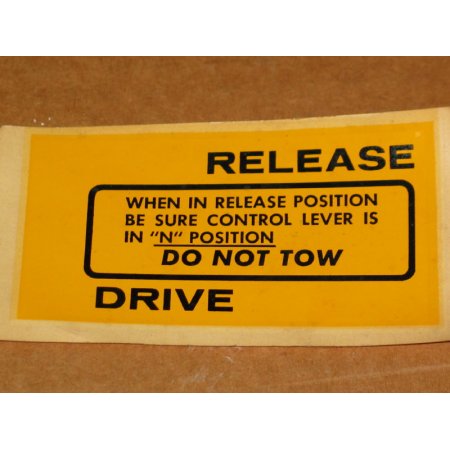 RELEASE
WHEN IN RELEASE POSITION
BE SURE CONTROL LEVER IS
IN "N" POSITION
DO NOT TOW
DRIVE